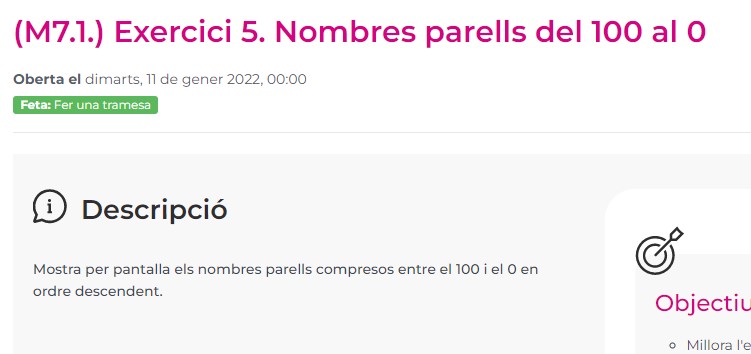 (M7.1.) Exercici 5. Nombres parells del 100 al 0
Oberta el dimarts, 11 de gener 2022, 00:00
Feta: Fer una tramesa
Descripció
Mostra per pantalla els nombres parells compresos entre el 100 i el 0 en
ordre descendent.
Objectiu
Millora l'e